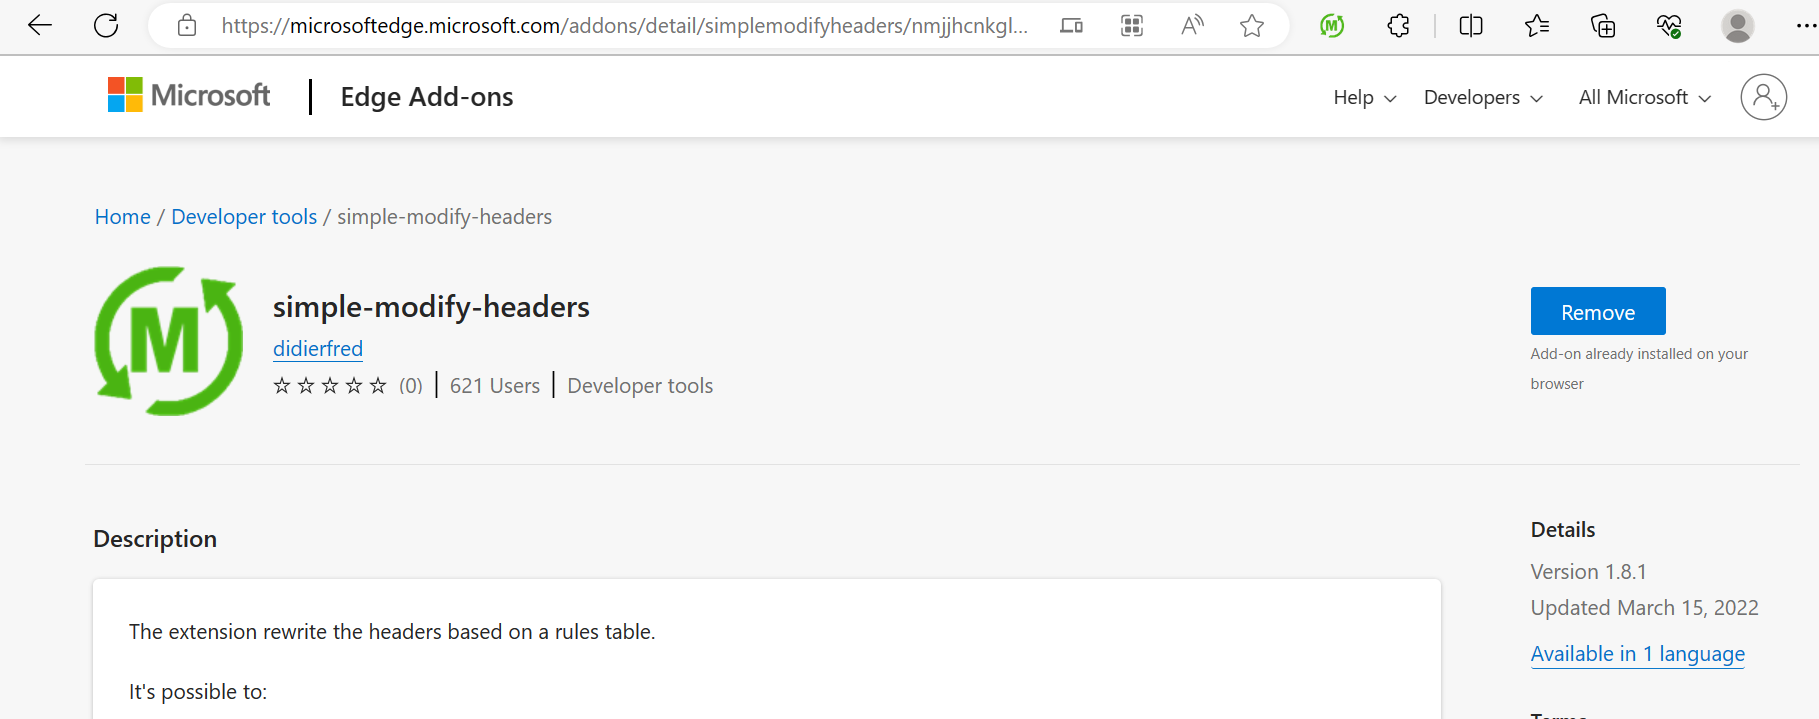 https://microsoftedge.microsoft.com/addons/detail/simplemodifyheaders/nmjjhcnkgl...
Microsoft | Edge Add-ons Help Developers All Microsoft
Home / Developer tools / simple-modify-headers
M
simple-modify-headers
didierfred
(0) | 621 Users | Developer tools
Remove
Add-on already installed on your
browser
Description
The extension rewrite the headers based on a rules table.
It's possible to:
Details
Version 1.8.1
Updated March 15, 2022
Available in 1 language